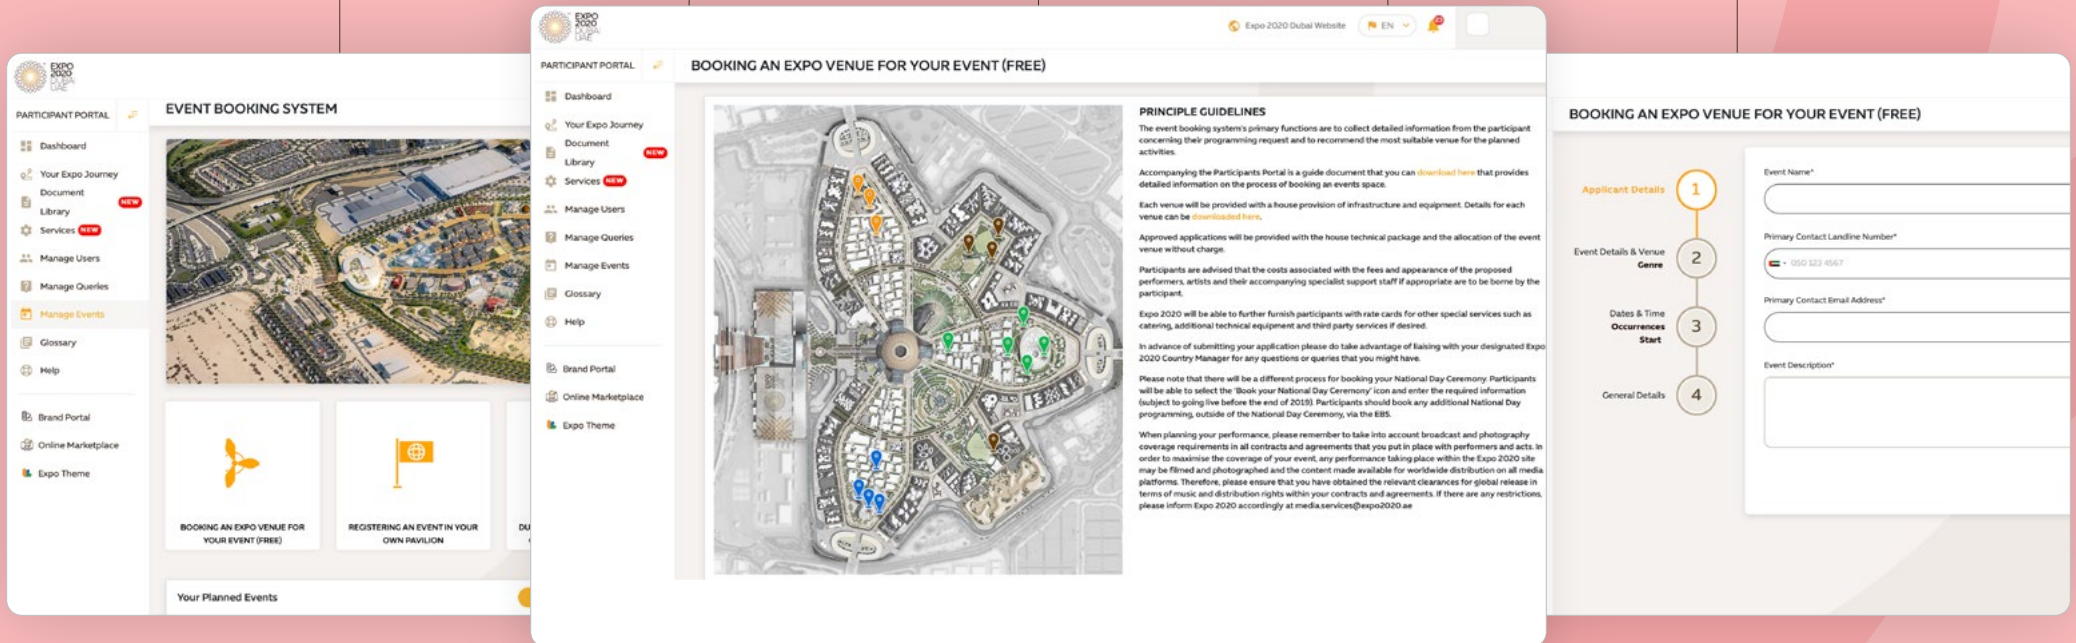 EXPO
2020
DUBAI
UAE
PARTICIPANT PORTAL
Dashboard
Your Expo Journey
Document
Library
NEW
Services NEW
Manage Users
Manage Queries
Manage Events
Glossary
Help
Brand Portal
Online Marketplace
Expo Theme
EVENT BOOKING SYSTEM
BOOKING AN EXPO VENUE FOR
YOUR EVENT (FREE)
REGISTERING AN EVENT IN YOUR
OWN PAVILION
Your Planned Events
EXPO
2020
DUBAI
UAE
Expo 2020 Dubai Website
EN
23
PARTICIPANT PORTAL
Dashboard
Your Expo Journey
Document
Library
NEW
Services NEW
Manage Users
Manage Queries
Manage Events
Glossary
Help
Brand Portal
Online Marketplace
Expo Theme
BOOKING AN EXPO VENUE FOR YOUR EVENT (FREE)
PRINCIPLE GUIDELINES
The event booking system's primary functions are to collect detailed information from the participant
concerning their programming request and to recommend the most suitable venue for the planned
activities.
Accompanying the Participants Portal is a guide document that you can download here that provides
detailed information on the process of booking an events space.
Each venue will be provided with a house provision of infrastructure and equipment. Details for each
venue can be downloaded here.
Approved applications will be provided with the house technical package and the allocation of the event
venue without charge.
Participants are advised that the costs associated with the fees and appearance of the proposed
performers, artists and their accompanying specialist support staff if appropriate are to be borne by the
participant.
Expo 2020 will be able to further furnish participants with rate cards for other special services such as
catering, additional technical equipment and third party services if desired.
In advance of submitting your application please do take advantage of liaising with your designated Expo
2020 Country Manager for any questions or queries that you might have.
Please note that there will be a different process for booking your National Day Ceremony. Participants
will be able to select the 'Book your National Day Ceremony' icon and enter the required information
(subject to going live before the end of 2019). Participants should book any additional National Day
programming, outside of the National Day Ceremony, via the EBS.
When planning your performance, please remember to take into account broadcast and photography
coverage requirements in all contracts and agreements that you put in place with performers and acts. In
order to maximise the coverage of your event, any performance taking place within the Expo 2020 site
may be filmed and photographed and the content made available for worldwide distribution on all media
platforms. Therefore, please ensure that you have obtained the relevant clearances for global release in
terms of music and distribution rights within your contracts and agreements. If there are any restrictions,
please inform Expo 2020 accordingly at media.services@expo2020.ae
BOOKING AN EXPO VENUE FOR YOUR EVENT (FREE)
Applicant Details 1
Event Details & Venue
Genre
2
Dates & Time
Occurrences
Start
3
General Details 4
Event Name*
Primary Contact Landline Number*
050 123 4567
Primary Contact Email Address*
Event Description*